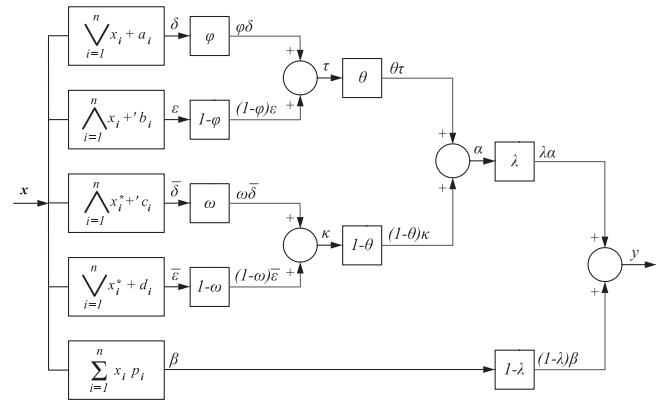 n
⋁ x_i + a_i
i=1
δ
φ
φδ
+
τ
θ
θτ
+
n
⋀ x_i +′ b_i
i=1
ε
1-φ
(1-φ)ε
+
α
λ
λα
x
n
⋀ x_i^* +′ c_i
i=1
δ̅
ω
ωδ̅
+
κ
1-θ
(1-θ)κ
+
+
y
n
⋁ x_i^* + d_i
i=1
ε̅
1-ω
(1-ω)ε̅
+
+
n
∑ x_i p_i
i=1
β
1-λ
(1-λ)β